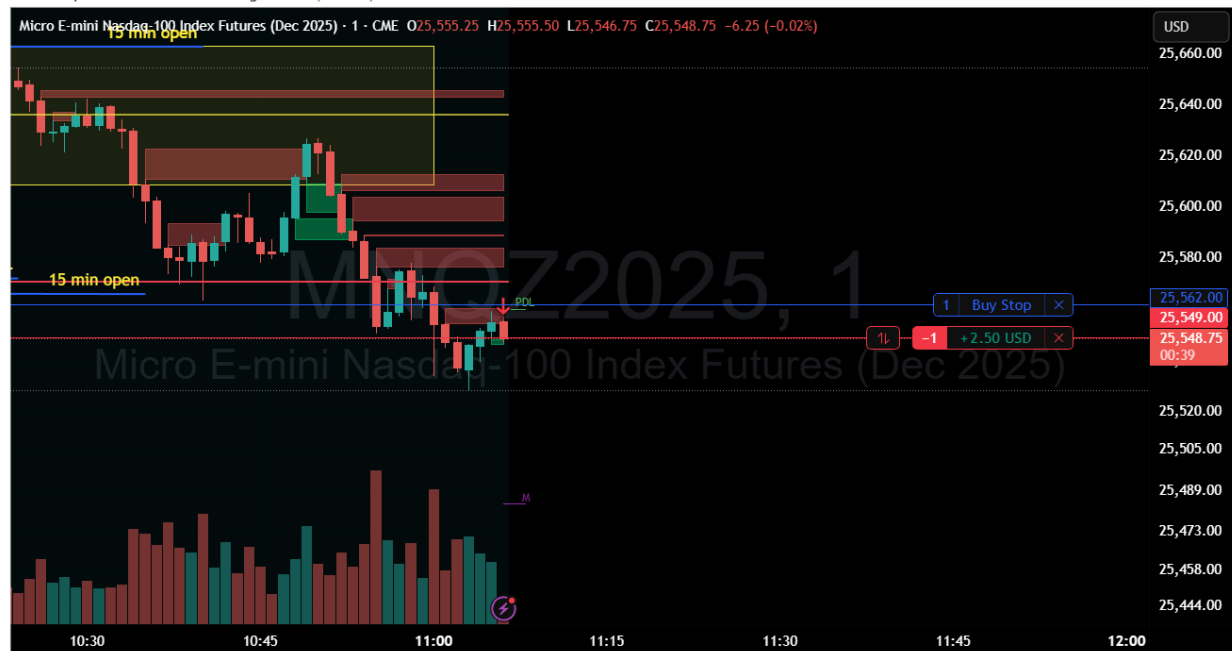 Micro E-mini Nasdaq-100 Index Futures (Dec 2025) · 1 · CME O25,555.25 H25,555.50 L25,546.75 C25,548.75 −6.25 (−0.02%)
USD
15 min open
25,660.00
25,640.00
25,620.00
25,600.00
25,580.00
15 min open
MNQZ2025, 1
PDL
1 Buy Stop ×
25,562.00
25,549.00
−1 +2.50 USD ×
25,548.75
00:39
Micro E-mini Nasdaq-100 Index Futures (Dec 2025)
25,520.00
25,505.00
M
25,489.00
25,473.00
25,458.00
25,444.00
10:30 10:45 11:00 11:15 11:30 11:45 12:00